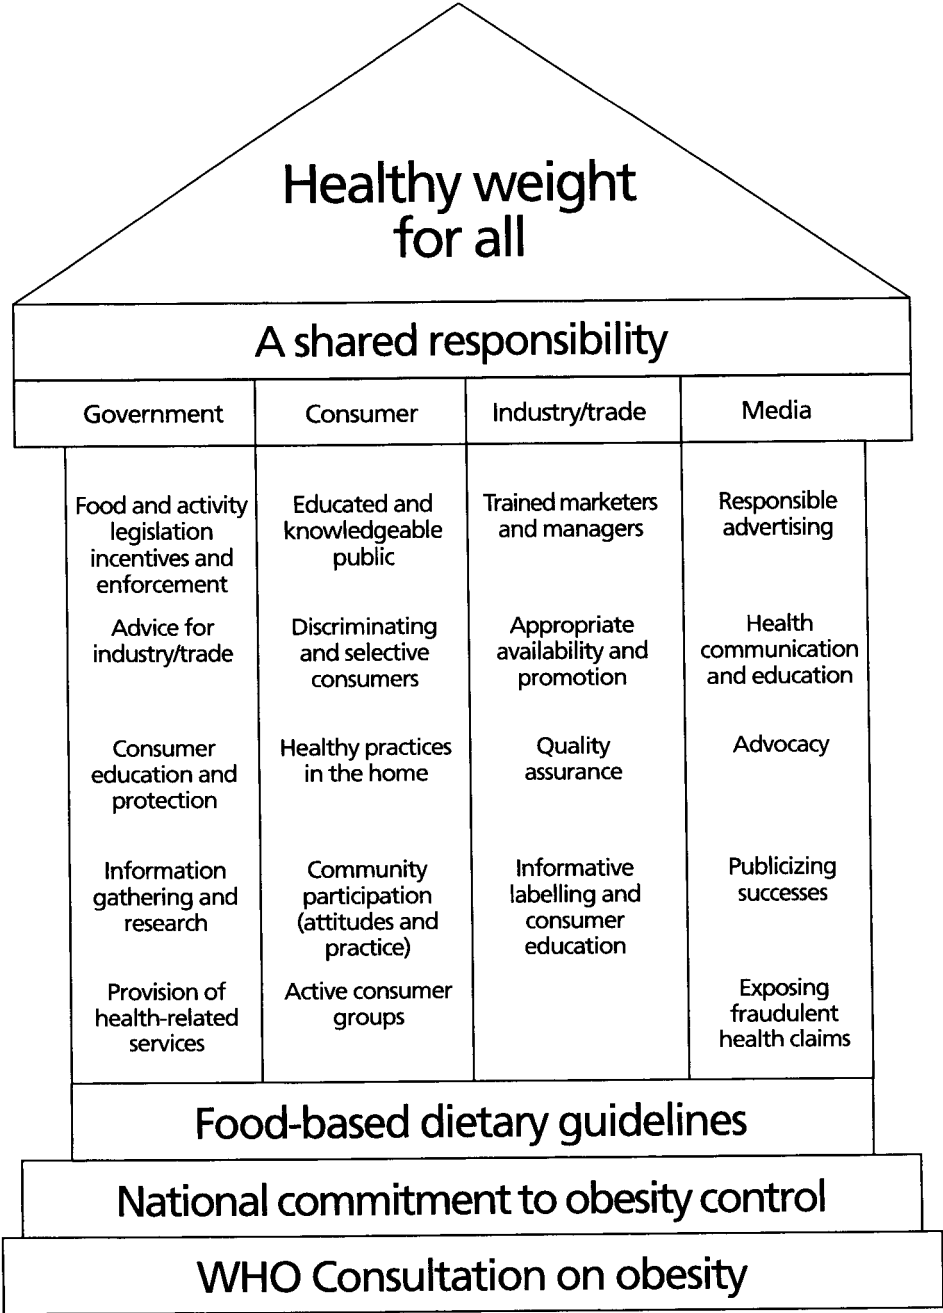 Healthy weight
for all
A shared responsibility
Government
Consumer
Industry/trade
Media
Food and activity
legislation
incentives and
enforcement
Advice for
industry/trade
Consumer
education and
protection
Information
gathering and
research
Provision of
health-related
services
Educated and
knowledgeable
public
Discriminating
and selective
consumers
Healthy practices
in the home
Community
participation
(attitudes and
practice)
Active consumer
groups
Trained marketers
and managers
Appropriate
availability and
promotion
Quality
assurance
Informative
labelling and
consumer
education
Responsible
advertising
Health
communication
and education
Advocacy
Publicizing
successes
Exposing
fraudulent
health claims
Food-based dietary guidelines
National commitment to obesity control
WHO Consultation on obesity